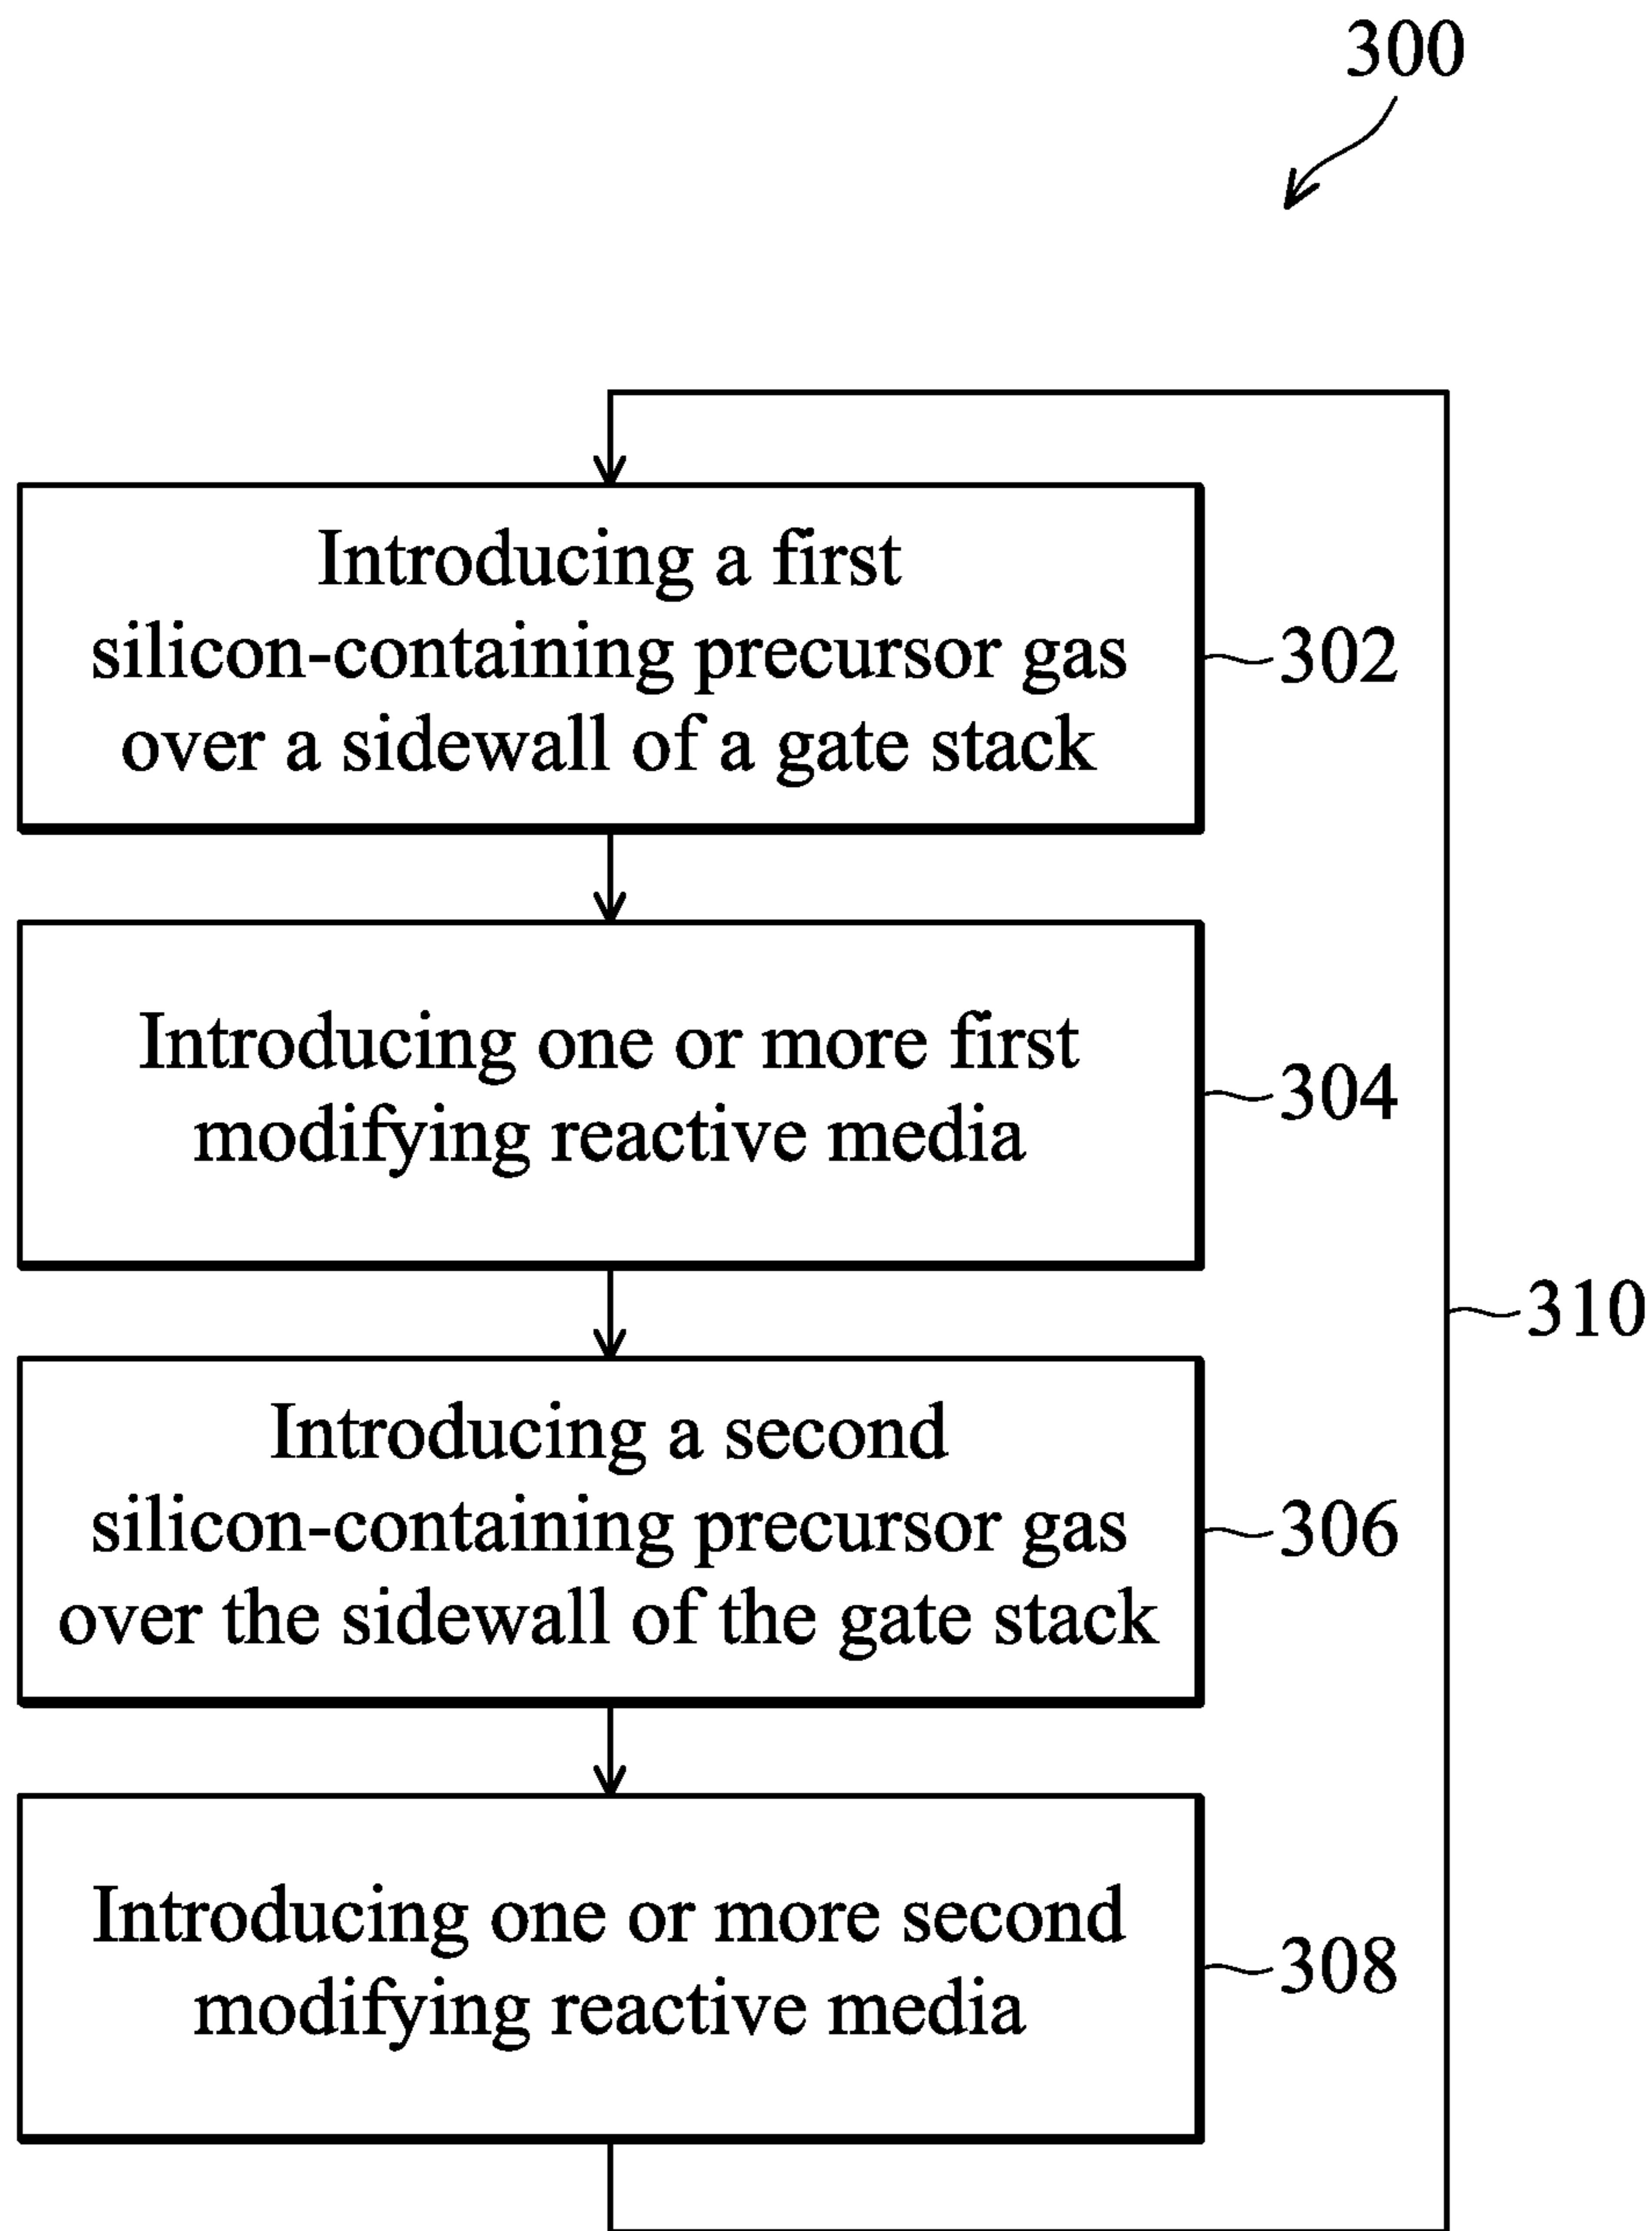 300
Introducing a first
silicon-containing precursor gas
over a sidewall of a gate stack
302
Introducing one or more first
modifying reactive media
304
310
Introducing a second
silicon-containing precursor gas
over the sidewall of the gate stack
306
Introducing one or more second
modifying reactive media
308